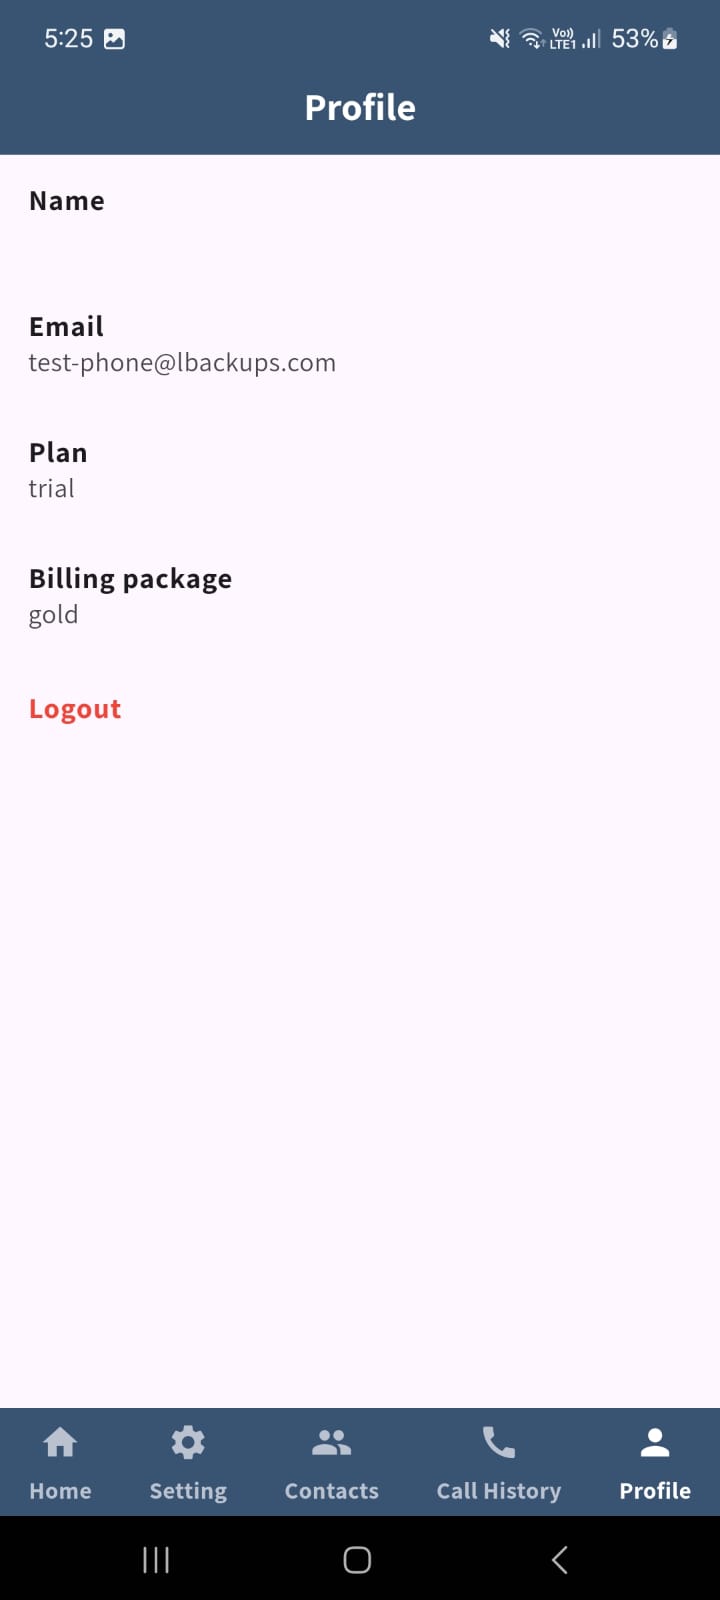 5:25 Vo)) LTE1 53%
Profile
Name
Email
test-phone@lbackups.com
Plan
trial
Billing package
gold
Logout
Home Setting Contacts Call History Profile